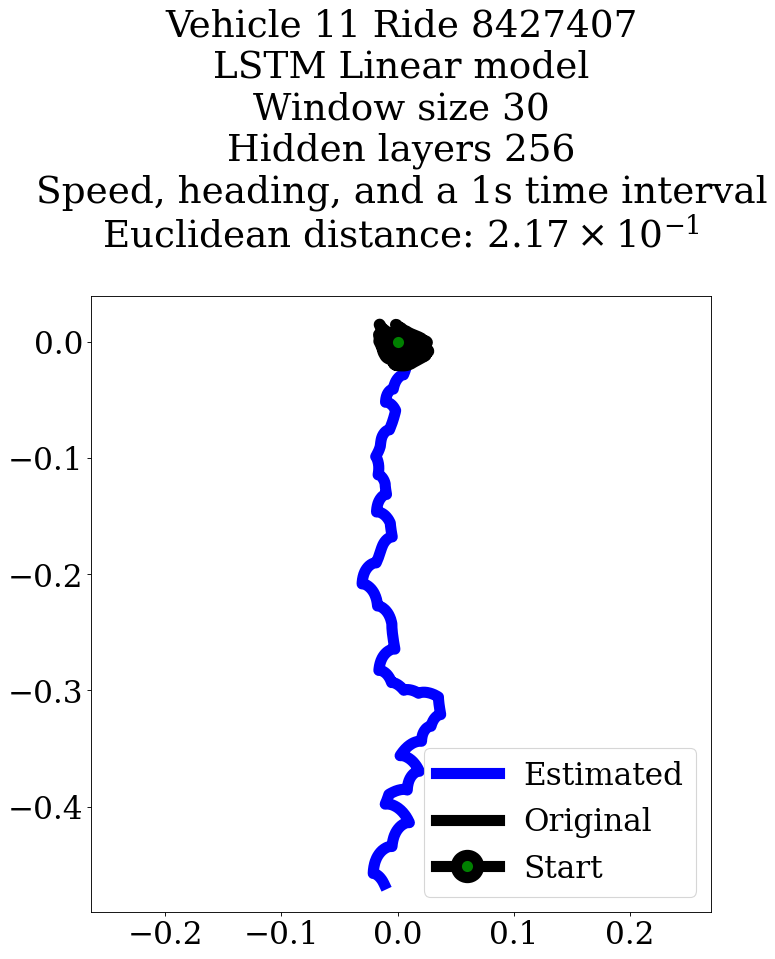 Vehicle 11 Ride 8427407
LSTM Linear model
Window size 30
Hidden layers 256
Speed, heading, and a 1s time interval
Euclidean distance: 2.17 × 10⁻¹
0.0
−0.1
−0.2
−0.3
−0.4
Estimated
Original
Start
−0.2 −0.1 0.0 0.1 0.2